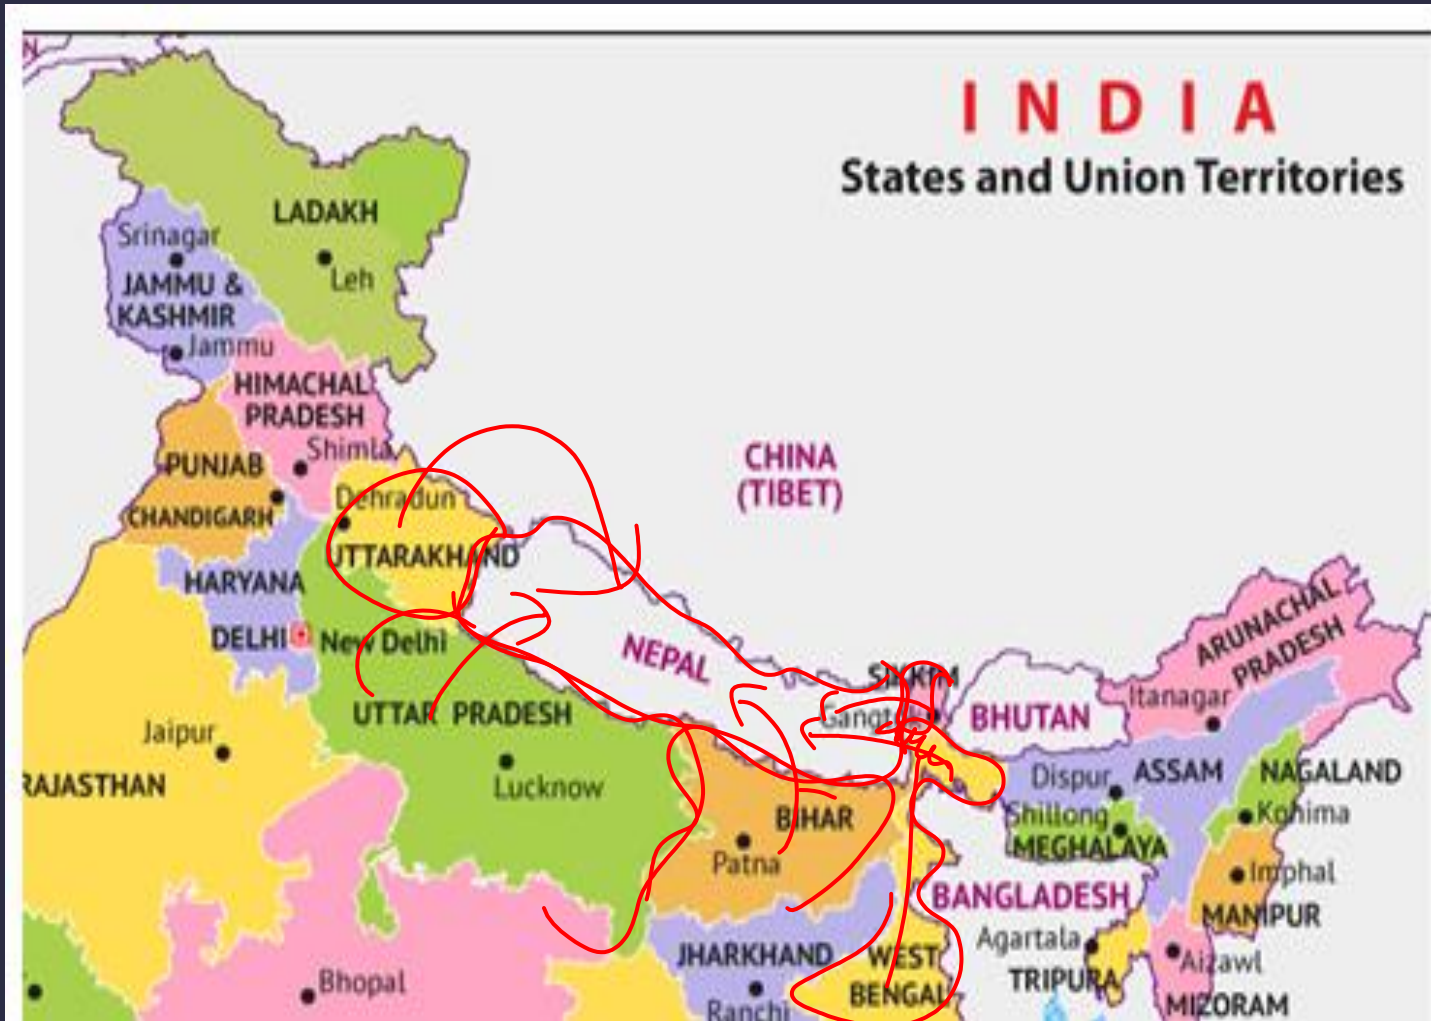 N
INDIA
States and Union Territories
LADAKH
Leh
Srinagar
JAMMU &
KASHMIR
Jammu
HIMACHAL
PRADESH
Shimla
PUNJAB
CHANDIGARH
Dehradun
UTTARAKHAND
HARYANA
DELHI
New Delhi
CHINA
(TIBET)
NEPAL
SIKKIM
Gangtok
BHUTAN
ARUNACHAL
PRADESH
Itanagar
UTTAR PRADESH
Lucknow
Jaipur
RAJASTHAN
BIHAR
Patna
Dispur
ASSAM
NAGALAND
Kohima
Shillong
MEGHALAYA
Imphal
MANIPUR
BANGLADESH
Agartala
TRIPURA
Aizawl
MIZORAM
JHARKHAND
Ranchi
WEST
BENGAL
Bhopal